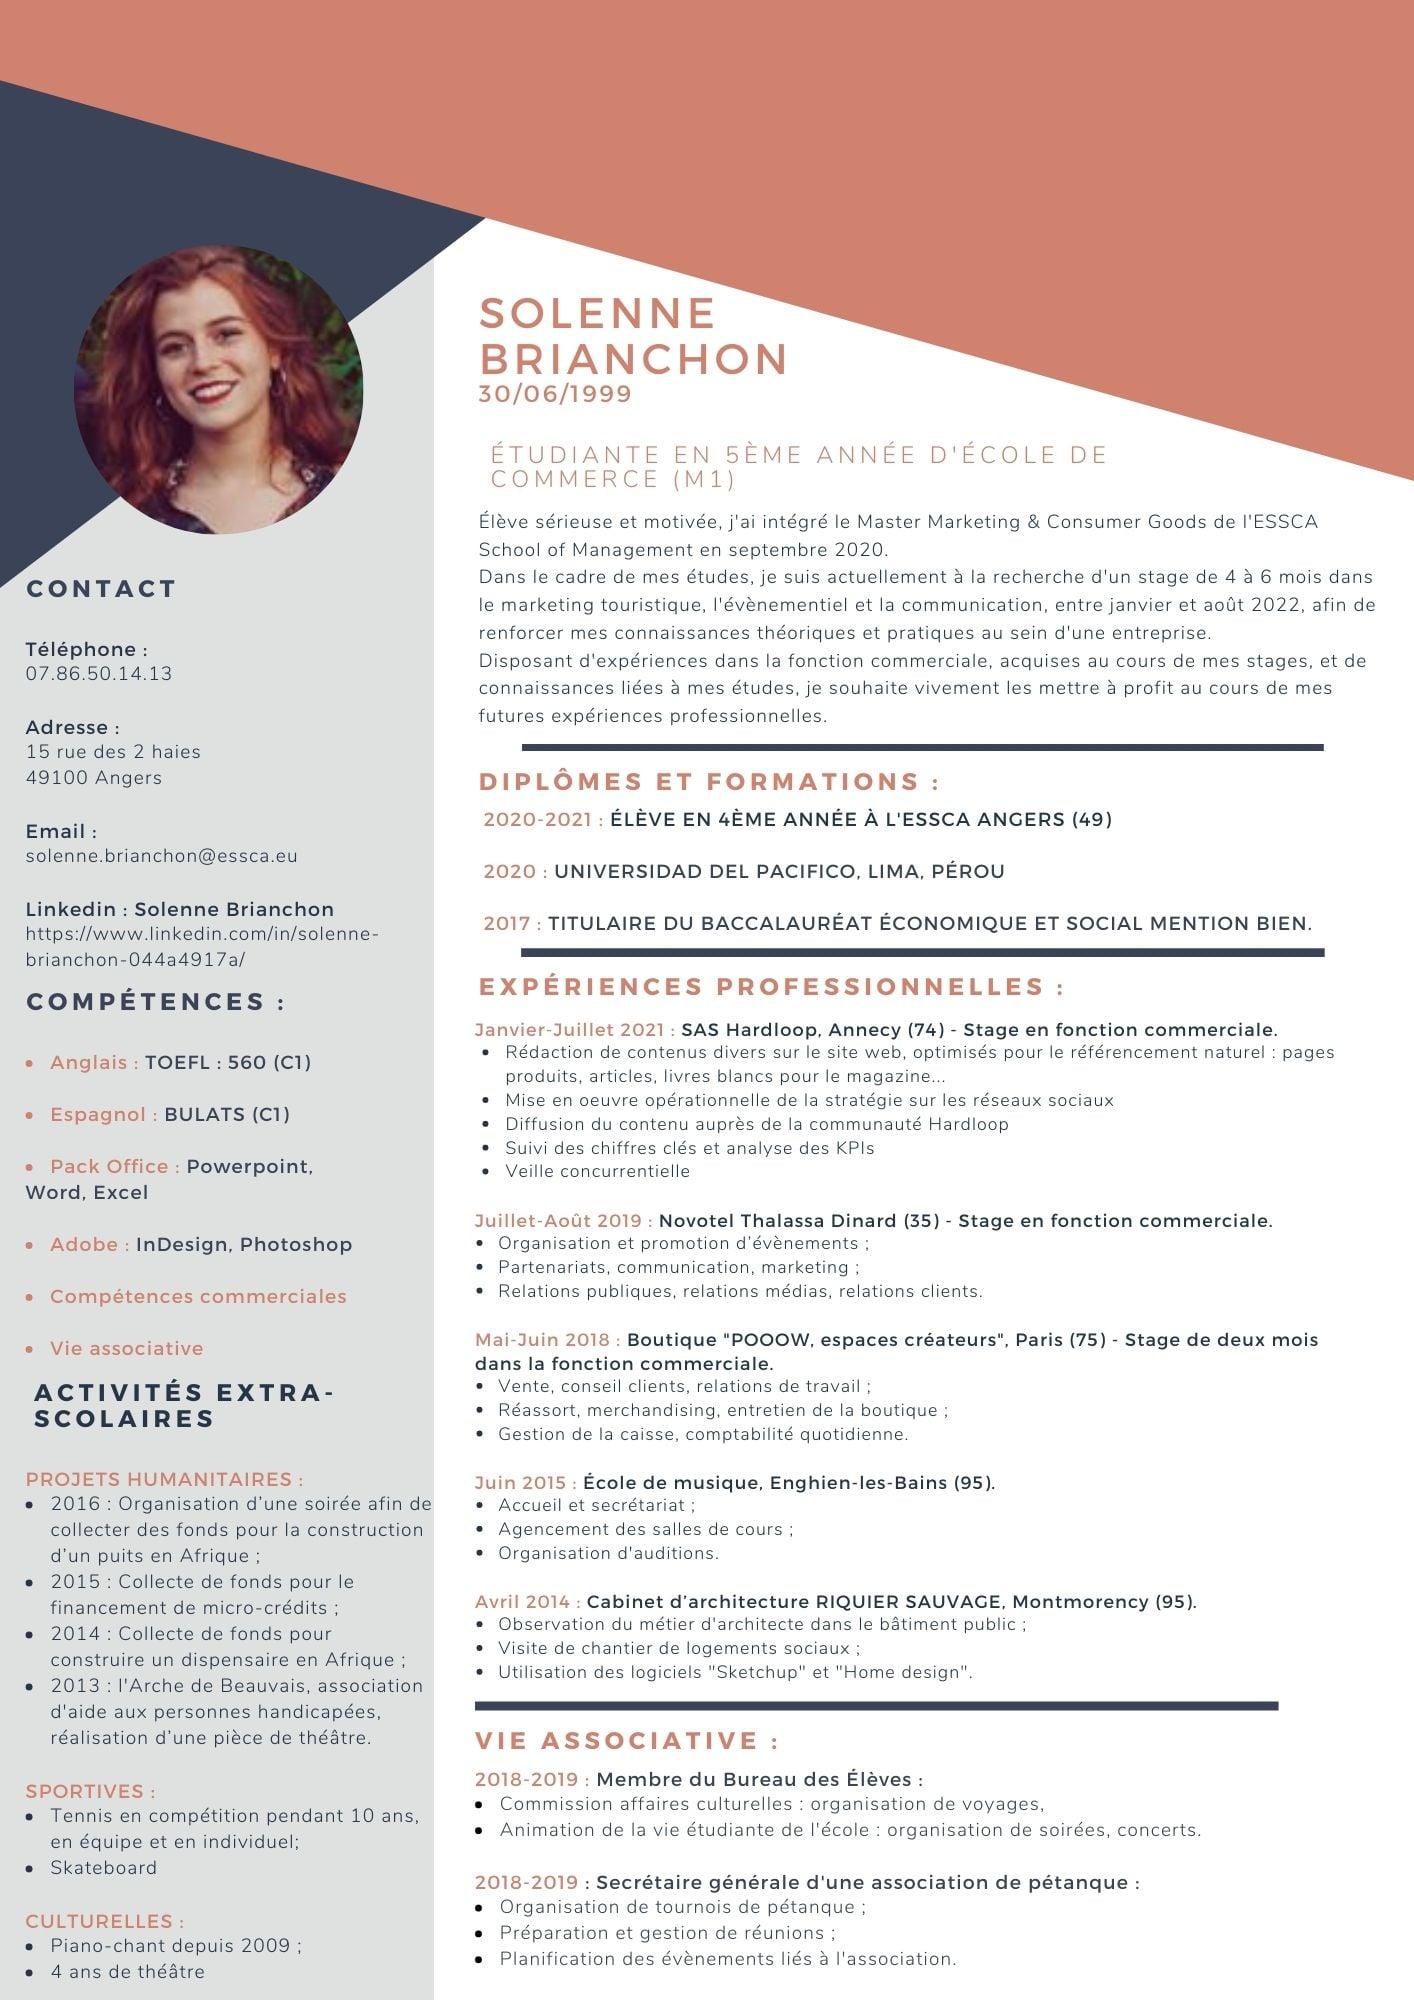 SOLENNE
BRIANCHON
30/06/1999
ÉTUDIANTE EN 5ÈME ANNÉE D'ÉCOLE DE
COMMERCE (M1)
Élève sérieuse et motivée, j'ai intégré le Master Marketing & Consumer Goods de l'ESSCA
School of Management en septembre 2020.
Dans le cadre de mes études, je suis actuellement à la recherche d'un stage de 4 à 6 mois dans
le marketing touristique, l'évènementiel et la communication, entre janvier et août 2022, afin de
renforcer mes connaissances théoriques et pratiques au sein d'une entreprise.
Disposant d'expériences dans la fonction commerciale, acquises au cours de mes stages, et de
connaissances liées à mes études, je souhaite vivement les mettre à profit au cours de mes
futures expériences professionnelles.
CONTACT
Téléphone :
07.86.50.14.13
Adresse :
15 rue des 2 haies
49100 Angers
Email :
solenne.brianchon@essca.eu
Linkedin : Solenne Brianchon
https://www.linkedin.com/in/solenne-
brianchon-044a4917a/
COMPÉTENCES :
• Anglais : TOEFL : 560 (C1)
• Espagnol : BULATS (C1)
• Pack Office : Powerpoint,
Word, Excel
• Adobe : InDesign, Photoshop
• Compétences commerciales
• Vie associative
ACTIVITÉS EXTRA-
SCOLAIRES
PROJETS HUMANITAIRES :
• 2016 : Organisation d’une soirée afin de
collecter des fonds pour la construction
d’un puits en Afrique ;
• 2015 : Collecte de fonds pour le
financement de micro-crédits ;
• 2014 : Collecte de fonds pour
construire un dispensaire en Afrique ;
• 2013 : l'Arche de Beauvais, association
d'aide aux personnes handicapées,
réalisation d’une pièce de théâtre.
SPORTIVES :
• Tennis en compétition pendant 10 ans,
en équipe et en individuel;
• Skateboard
CULTURELLES :
• Piano-chant depuis 2009 ;
• 4 ans de théâtre
DIPLÔMES ET FORMATIONS :
2020-2021 : ÉLÈVE EN 4ÈME ANNÉE À L'ESSCA ANGERS (49)
2020 : UNIVERSIDAD DEL PACIFICO, LIMA, PÉROU
2017 : TITULAIRE DU BACCALAURÉAT ÉCONOMIQUE ET SOCIAL MENTION BIEN.
EXPÉRIENCES PROFESSIONNELLES :
Janvier-Juillet 2021 : SAS Hardloop, Annecy (74) - Stage en fonction commerciale.
• Rédaction de contenus divers sur le site web, optimisés pour le référencement naturel : pages
produits, articles, livres blancs pour le magazine...
• Mise en oeuvre opérationnelle de la stratégie sur les réseaux sociaux
• Diffusion du contenu auprès de la communauté Hardloop
• Suivi des chiffres clés et analyse des KPIs
• Veille concurrentielle
Juillet-Août 2019 : Novotel Thalassa Dinard (35) - Stage en fonction commerciale.
• Organisation et promotion d’évènements ;
• Partenariats, communication, marketing ;
• Relations publiques, relations médias, relations clients.
Mai-Juin 2018 : Boutique "POOOW, espaces créateurs", Paris (75) - Stage de deux mois
dans la fonction commerciale.
• Vente, conseil clients, relations de travail ;
• Réassort, merchandising, entretien de la boutique ;
• Gestion de la caisse, comptabilité quotidienne.
Juin 2015 : École de musique, Enghien-les-Bains (95).
• Accueil et secrétariat ;
• Agencement des salles de cours ;
• Organisation d'auditions.
Avril 2014 : Cabinet d’architecture RIQUIER SAUVAGE, Montmorency (95).
• Observation du métier d'architecte dans le bâtiment public ;
• Visite de chantier de logements sociaux ;
• Utilisation des logiciels "Sketchup" et "Home design".
VIE ASSOCIATIVE :
2018-2019 : Membre du Bureau des Élèves :
• Commission affaires culturelles : organisation de voyages,
• Animation de la vie étudiante de l'école : organisation de soirées, concerts.
2018-2019 : Secrétaire générale d'une association de pétanque :
• Organisation de tournois de pétanque ;
• Préparation et gestion de réunions ;
• Planification des évènements liés à l'association.